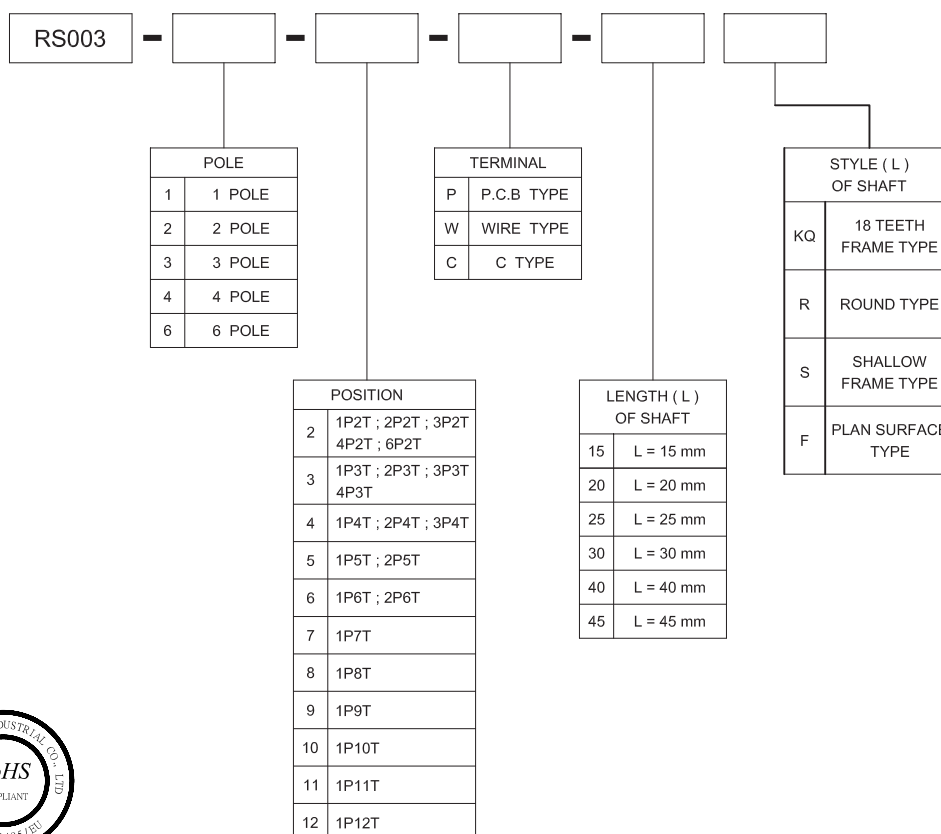 RS003 - - - -
POLE
1 1 POLE
2 2 POLE
3 3 POLE
4 4 POLE
6 6 POLE
TERMINAL
P P.C.B TYPE
W WIRE TYPE
C C TYPE
STYLE ( L )
OF SHAFT
KQ 18 TEETH
FRAME TYPE
R ROUND TYPE
S SHALLOW
FRAME TYPE
F PLAN SURFACE
TYPE
POSITION
2 1P2T ; 2P2T ; 3P2T
4P2T ; 6P2T
3 1P3T ; 2P3T ; 3P3T
4P3T
4 1P4T ; 2P4T ; 3P4T
5 1P5T ; 2P5T
6 1P6T ; 2P6T
7 1P7T
8 1P8T
9 1P9T
10 1P10T
11 1P11T
12 1P12T
LENGTH ( L )
OF SHAFT
15 L = 15 mm
20 L = 20 mm
25 L = 25 mm
30 L = 30 mm
40 L = 40 mm
45 L = 45 mm
CO., LTD